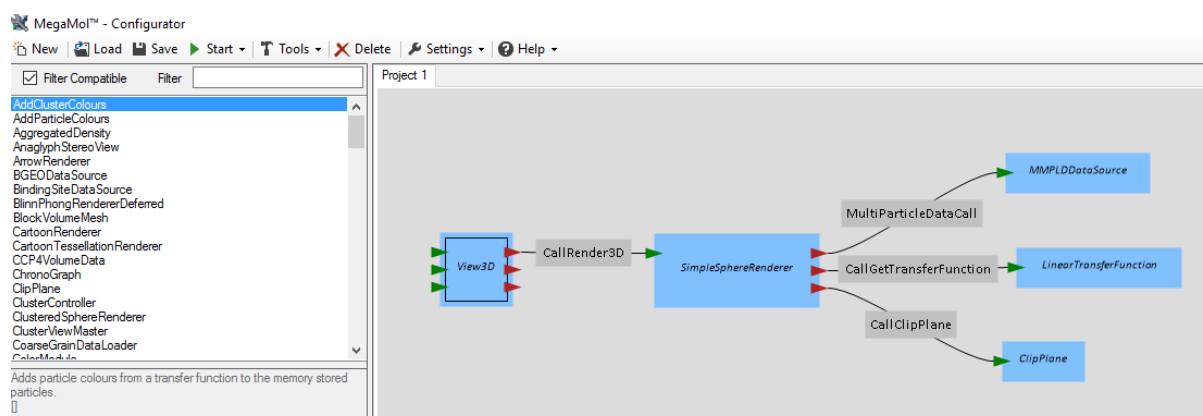 MegaMol™ - Configurator
New Load Save Start Tools Delete Settings Help
Filter Compatible Filter
Project 1
AddClusterColours
AddParticleColours
AggregatedDensity
AnaglyphStereoView
ArrowRenderer
BGEODataSource
BindingSiteDataSource
BlinnPhongRendererDeferred
BlockVolumeMesh
CartoonRenderer
CartoonTessellationRenderer
CCP4VolumeData
ChronoGraph
ClipPlane
ClusterController
ClusteredSphereRenderer
ClusterViewMaster
CoarseGrainDataLoader
ColorModule
Adds particle colours from a transfer function to the memory stored
particles.
[]
View3D
CallRender3D
SimpleSphereRenderer
MultiParticleDataCall
MMPLDDataSource
CallGetTransferFunction
LinearTransferFunction
CallClipPlane
ClipPlane